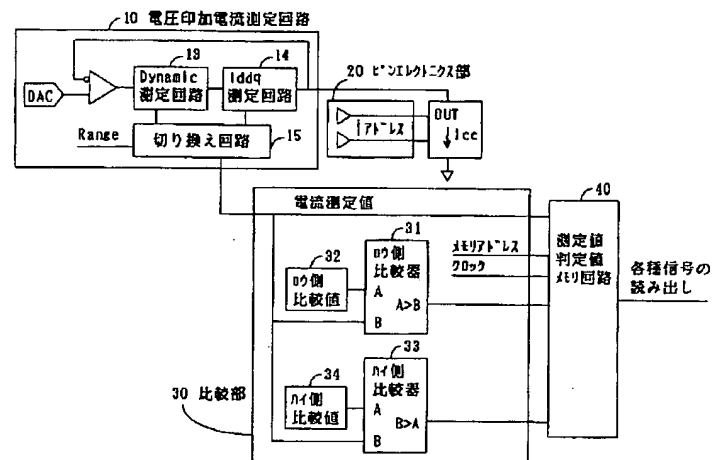 10 電圧印加電流測定回路
13
14
DAC
Dynamic
測定回路
Iddq
測定回路
20 ピンエレクトニクス部
アドレス
DUT
Icc
Range
切り換え回路
15
電流測定値
40
31
メモリアドレス
クロック
測定値
判定値
メモリ回路
各種信号の
読み出し
32
ロウ側
比較値
ロウ側
比較器
A
A>B
B
33
34
ハイ側
比較値
ハイ側
比較器
A
B>A
B
30 比較部